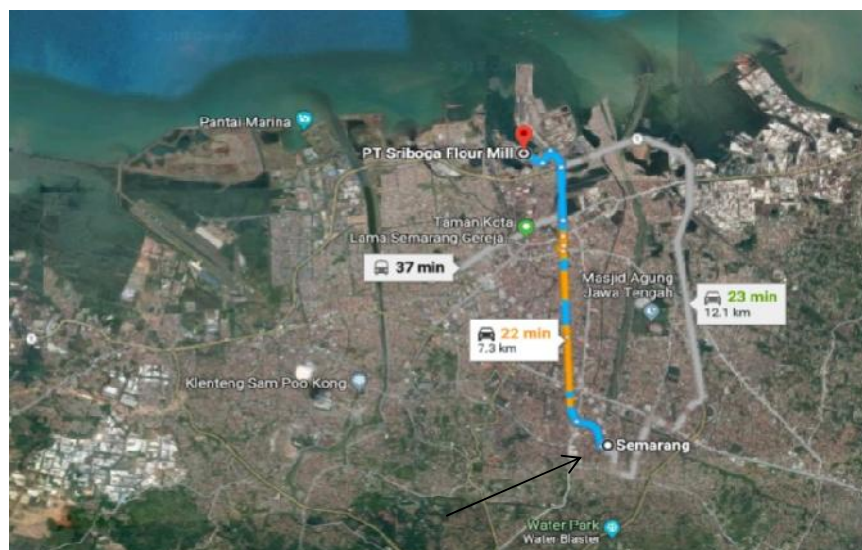 Pantai Marina
PT Sriboga Flour Mill
Taman Kota
Lama Semarang Gereja
37 min
Masjid Agung
Jawa Tengah
23 min
12.1 km
22 min
7.3 km
Klenteng Sam Poo Kong
Semarang
Water Park
Water Blaster